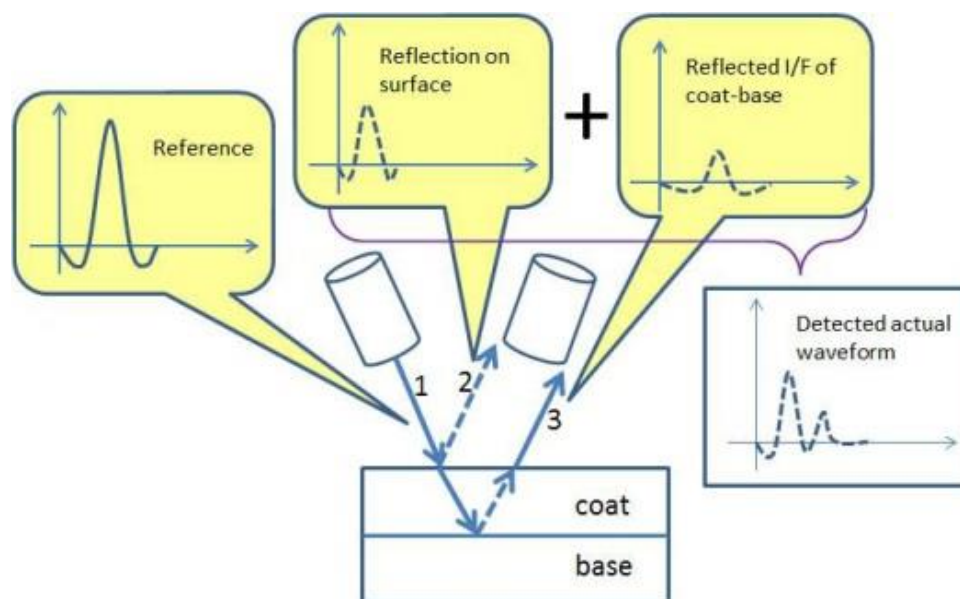 Reference
Reflection on
surface
+
Reflected I/F of
coat-base
Detected actual
waveform
1
2
3
coat
base